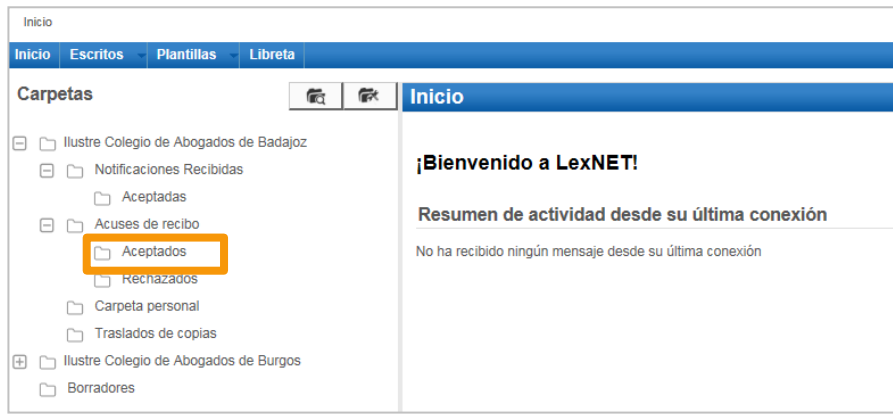 Inicio
Inicio Escritos Plantillas Libreta
Carpetas
Ilustre Colegio de Abogados de Badajoz
Notificaciones Recibidas
Aceptadas
Acuses de recibo
Aceptados
Rechazados
Carpeta personal
Traslados de copias
Ilustre Colegio de Abogados de Burgos
Borradores
Inicio
¡Bienvenido a LexNET!
Resumen de actividad desde su última conexión
No ha recibido ningún mensaje desde su última conexión